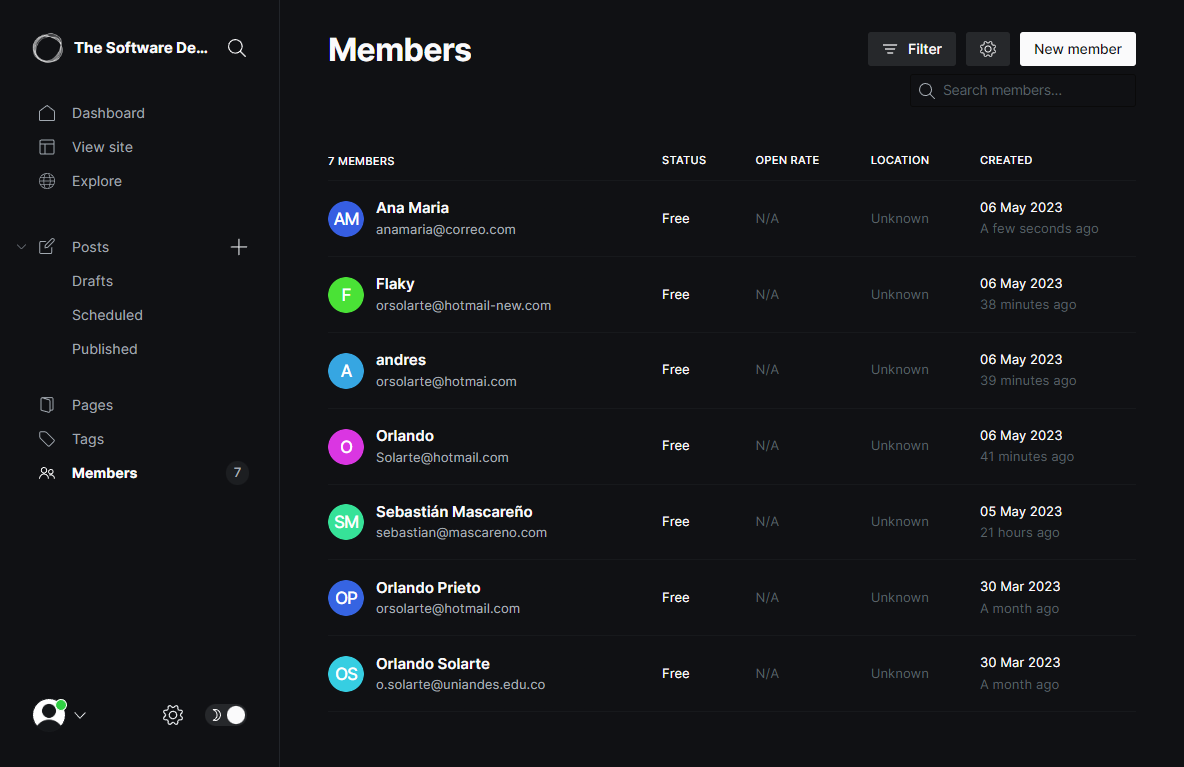 The Software De...
Dashboard
View site
Explore
Posts
Drafts
Scheduled
Published
Pages
Tags
Members
7
Members
Filter
New member
Search members...
7 MEMBERS STATUS OPEN RATE LOCATION CREATED
AM Ana Maria Free N/A Unknown 06 May 2023
anamaria@correo.com A few seconds ago
F Flaky Free N/A Unknown 06 May 2023
orsolarte@hotmail-new.com 38 minutes ago
A andres Free N/A Unknown 06 May 2023
orsolarte@hotmai.com 39 minutes ago
O Orlando Free N/A Unknown 06 May 2023
Solarte@hotmail.com 41 minutes ago
SM Sebastián Mascareño Free N/A Unknown 05 May 2023
sebastian@mascareno.com 21 hours ago
OP Orlando Prieto Free N/A Unknown 30 Mar 2023
orsolarte@hotmail.com A month ago
OS Orlando Solarte Free N/A Unknown 30 Mar 2023
o.solarte@uniandes.edu.co A month ago